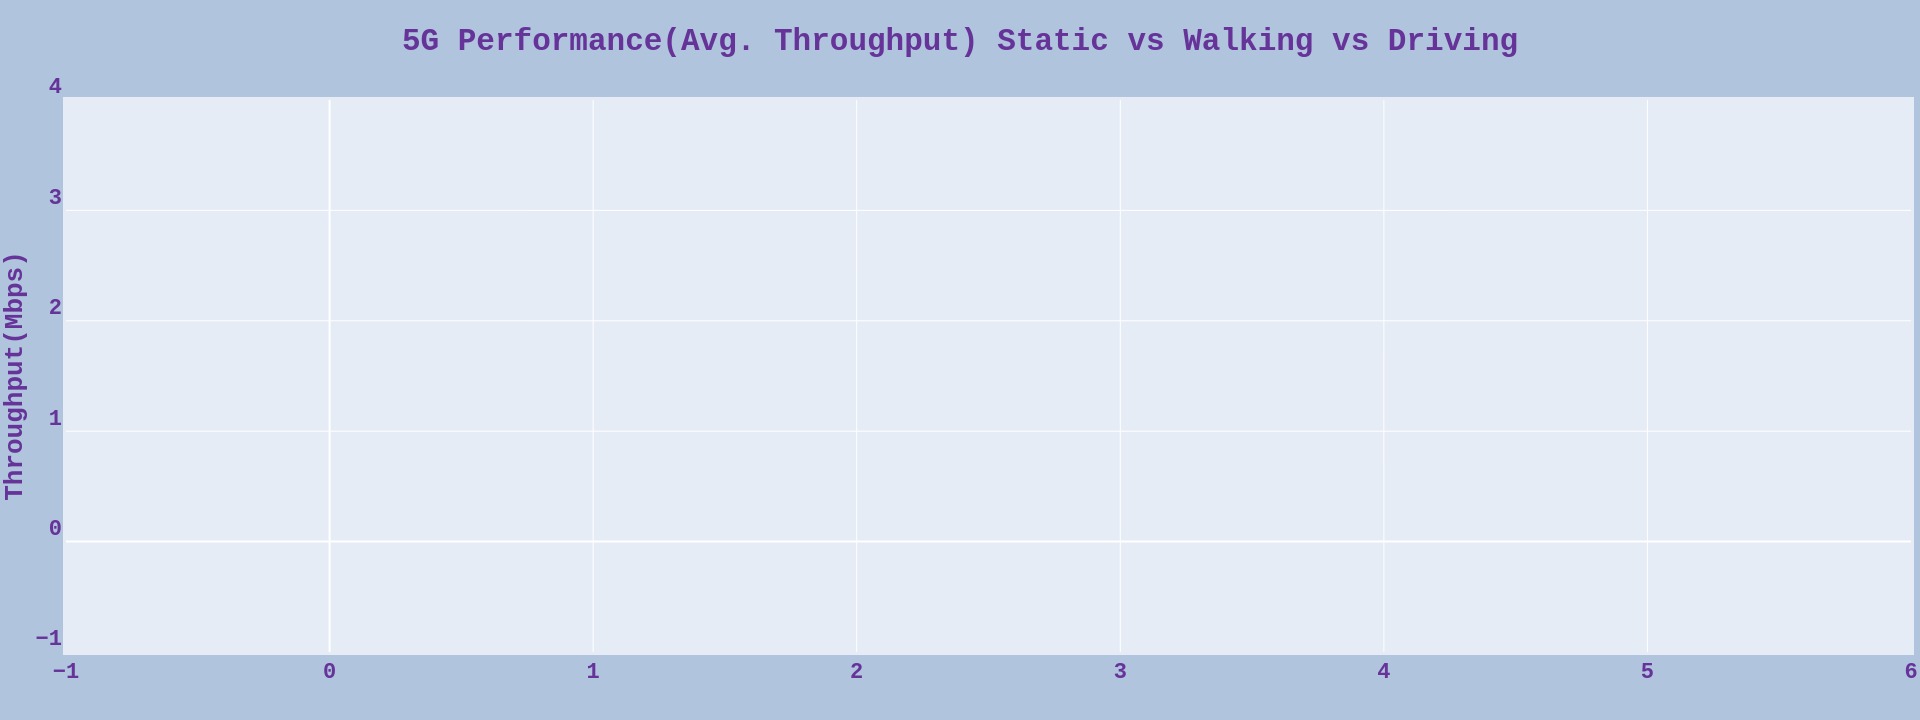 5G Performance(Avg. Throughput) Static vs Walking vs Driving
Throughput(Mbps)
4
3
2
1
0
−1
−1 0 1 2 3 4 5 6